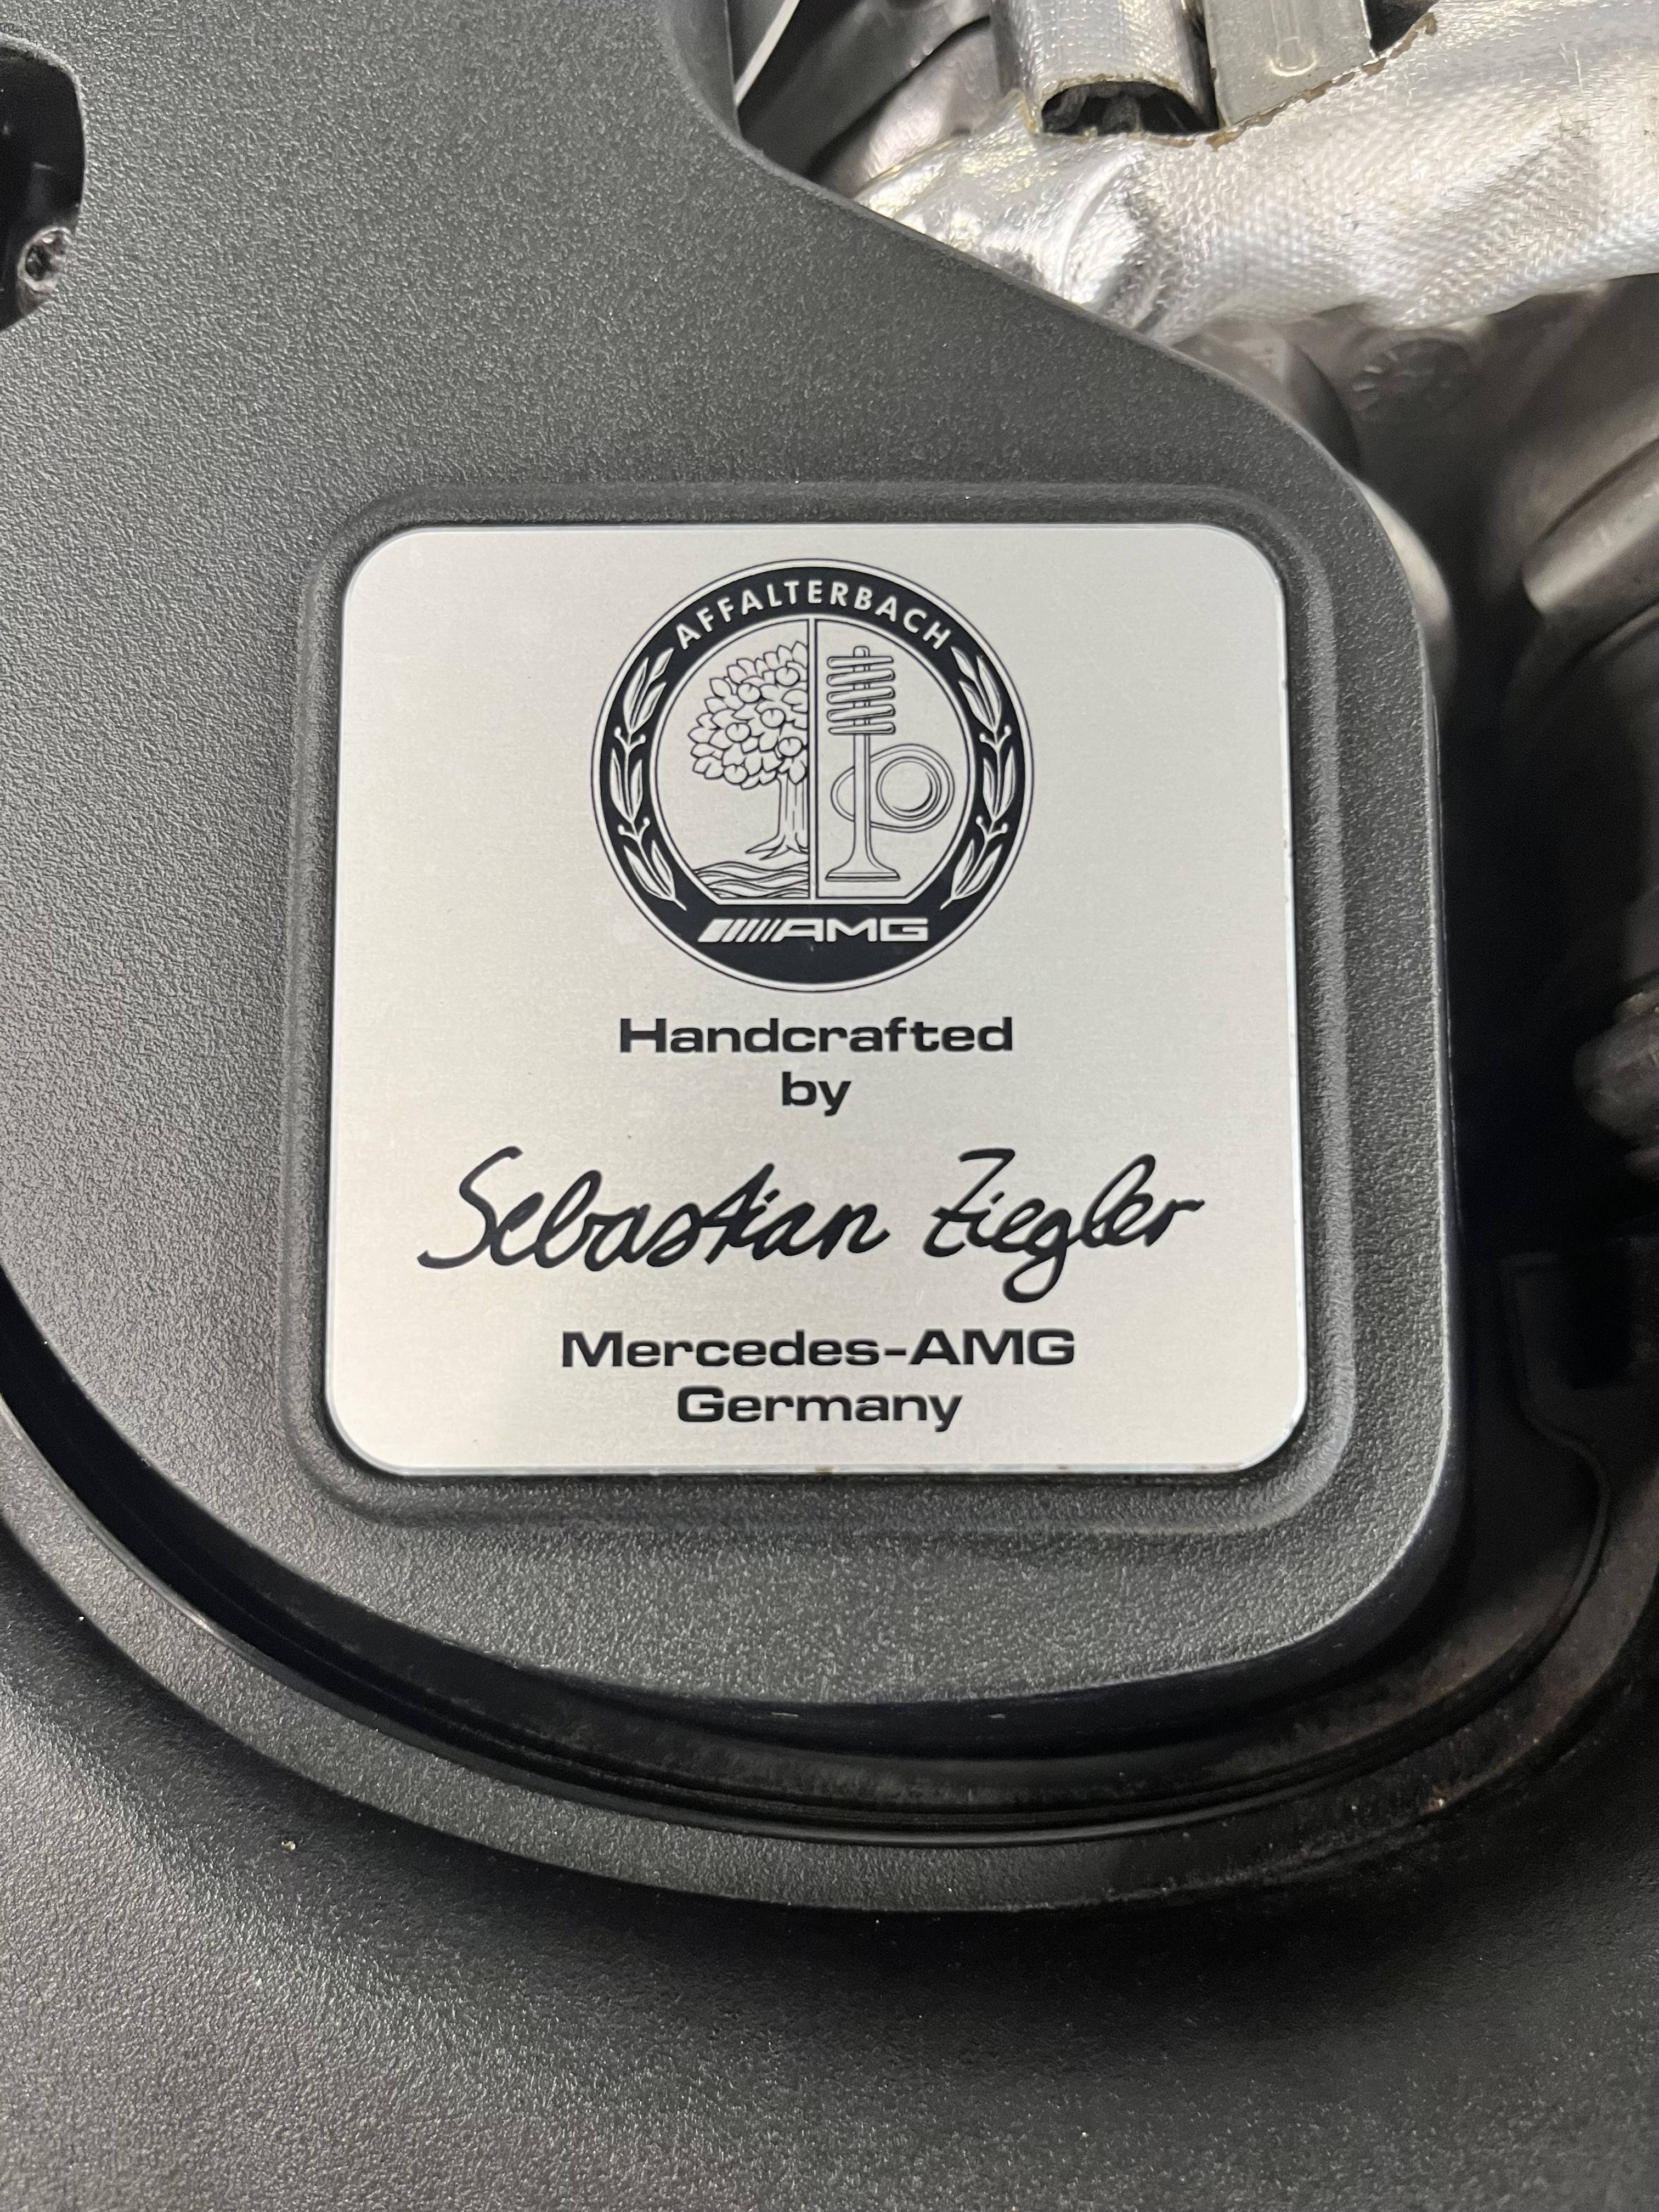 AFFALTERBACH
AMG
Handcrafted
by
Sebastian Ziegler
Mercedes-AMG
Germany